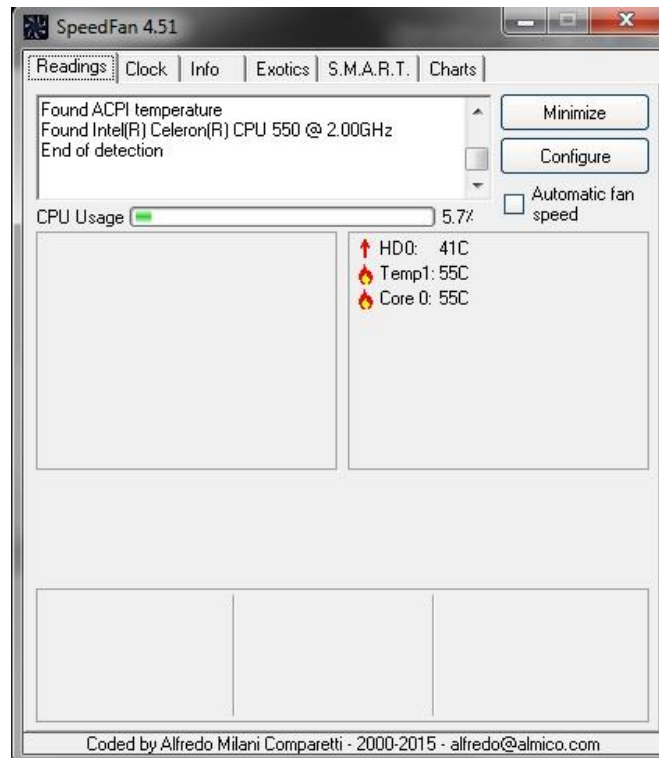 SpeedFan 4.51
Readings Clock Info Exotics S.M.A.R.T. Charts
Found ACPI temperature
Found Intel(R) Celeron(R) CPU 550 @ 2.00GHz
End of detection
Minimize
Configure
Automatic fan
speed
CPU Usage 5.7%
HD0: 41C
Temp1: 55C
Core 0: 55C
Coded by Alfredo Milani Comparetti - 2000-2015 - alfredo@almico.com